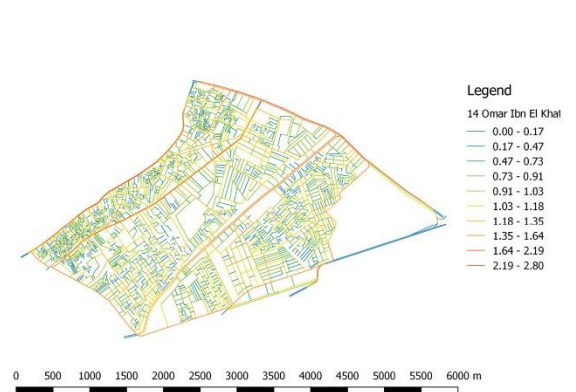 Legend
14 Omar Ibn El Khat
0.00 - 0.17
0.17 - 0.47
0.47 - 0.73
0.73 - 0.91
0.91 - 1.03
1.03 - 1.18
1.18 - 1.35
1.35 - 1.64
1.64 - 2.19
2.19 - 2.80
0 500 1000 1500 2000 2500 3000 3500 4000 4500 5000 5500 6000 m